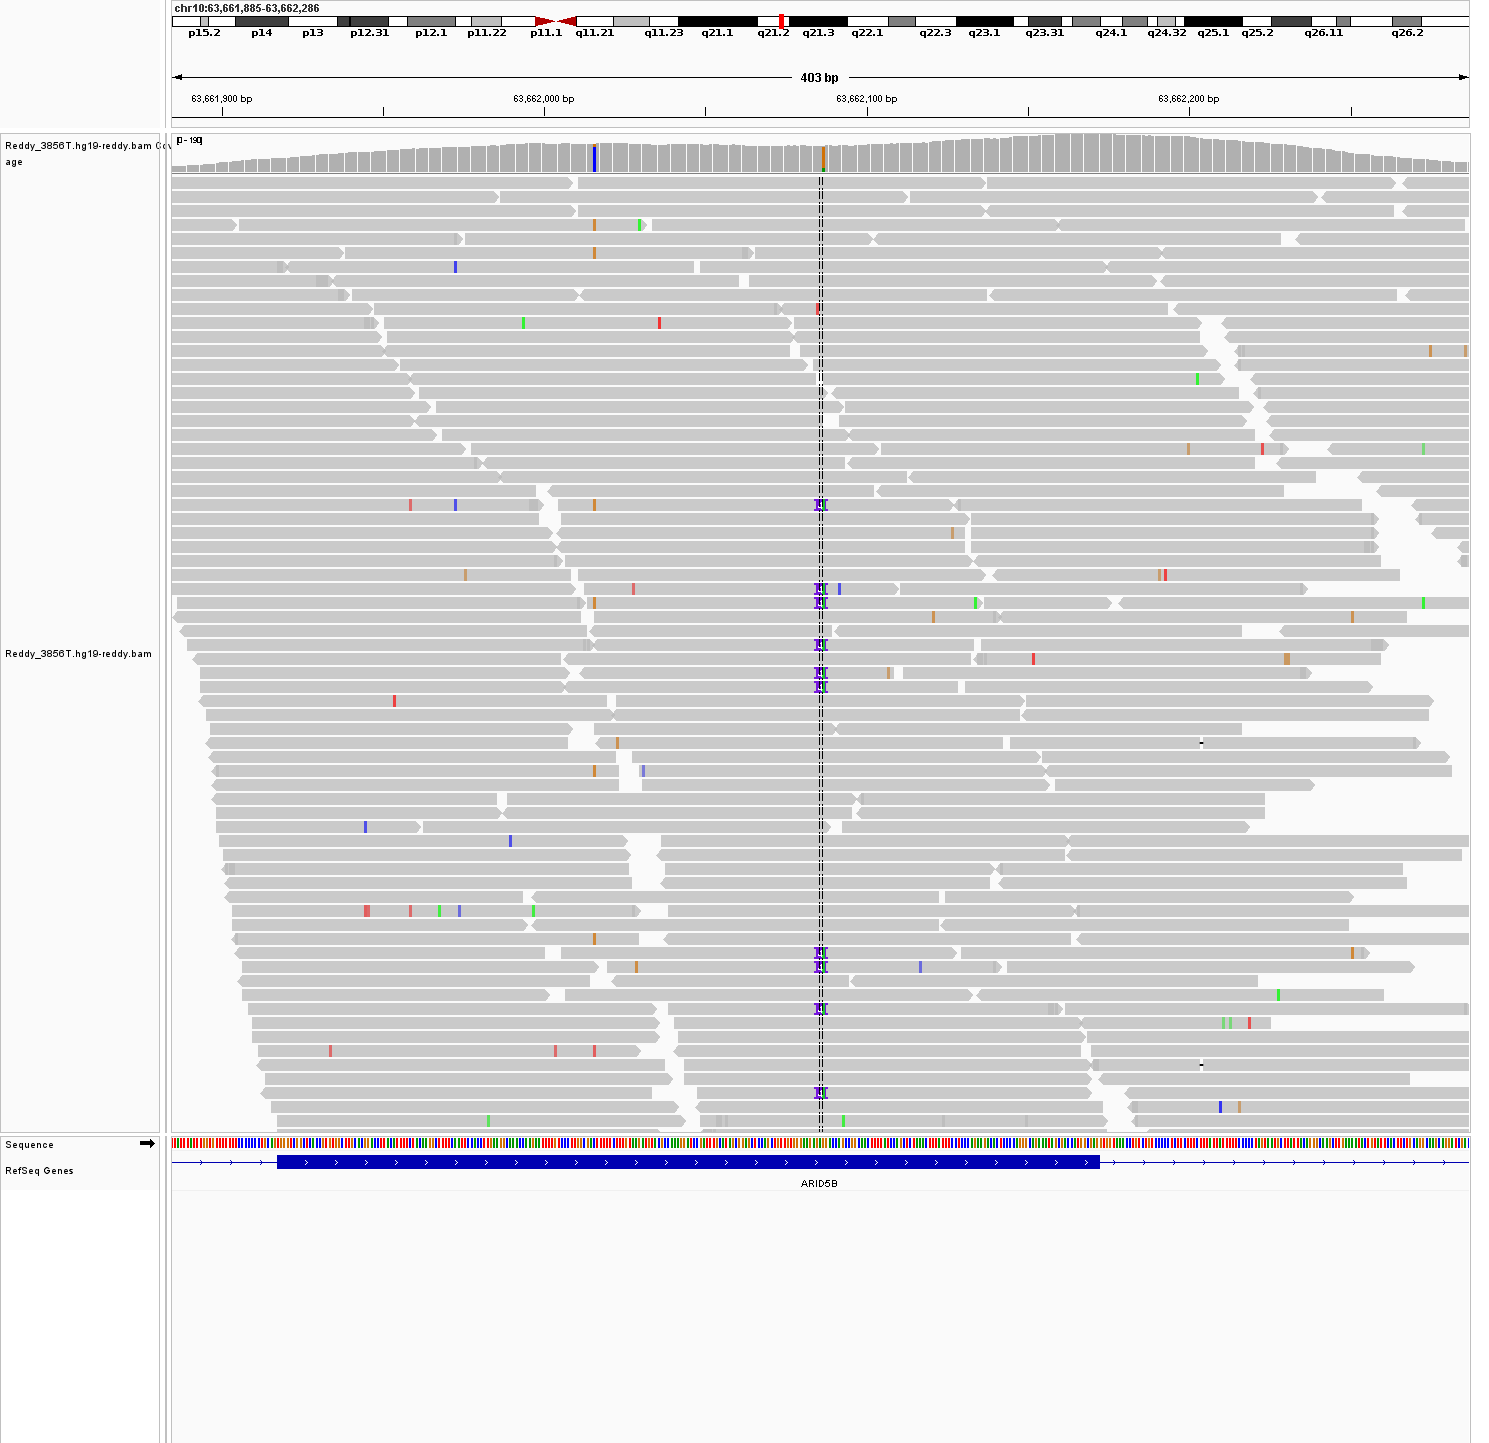 chr10:63,661,885-63,662,286
p15.2 p14 p13 p12.31 p12.1 p11.22 p11.1 q11.21 q11.23 q21.1 q21.2 q21.3 q22.1 q22.3 q23.1 q23.31 q24.1 q24.32 q25.1 q25.2 q26.11 q26.2
403 bp
63,661,900 bp 63,662,000 bp 63,662,100 bp 63,662,200 bp
[0 - 190]
Reddy_3856T.hg19-reddy.bam Cov
age
Reddy_3856T.hg19-reddy.bam
Sequence
RefSeq Genes
ARID5B